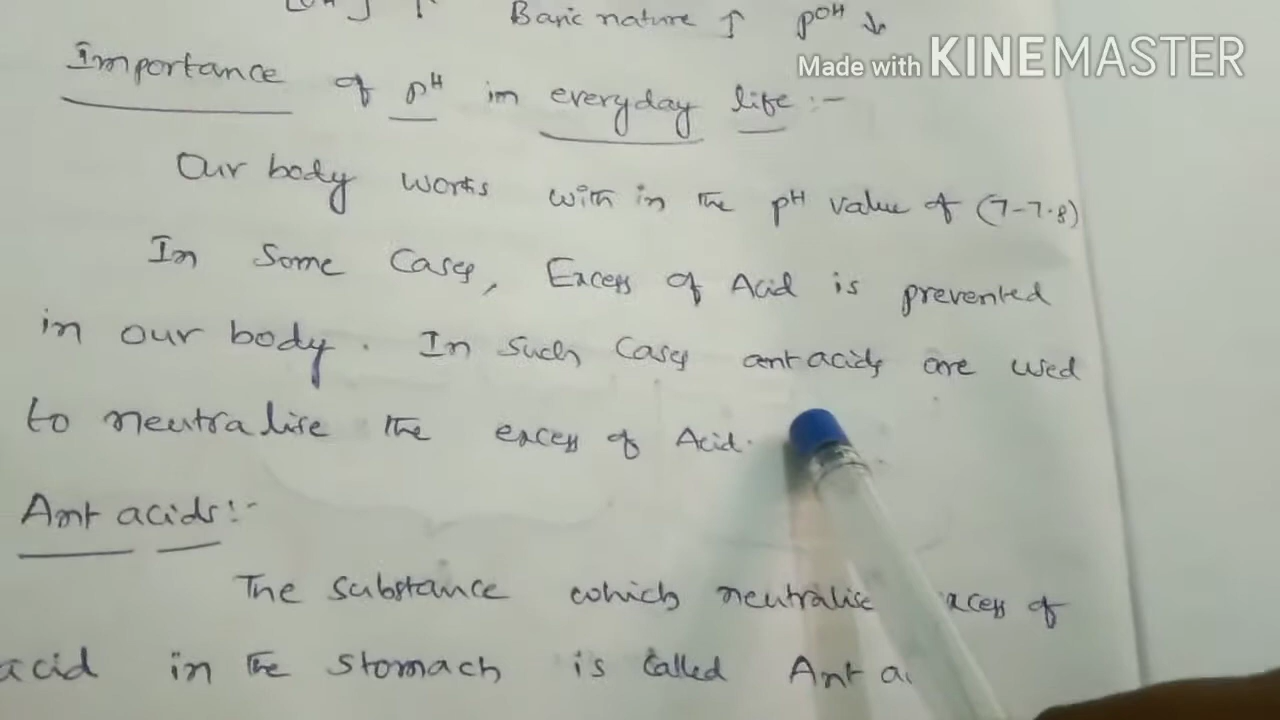 Basic nature ↑ pOH ↓
Made with KINEMASTER
Importance of pH in everyday life :-
Our body works with in the pH value of (7-7.8)
In Some Cases, Excess of Acid is prevented
in our body. In such Cases antacids are used
to neutralise the excess of Acid.
Ant acids:-
The substance which neutralise of
acid in the stomach is called Ant